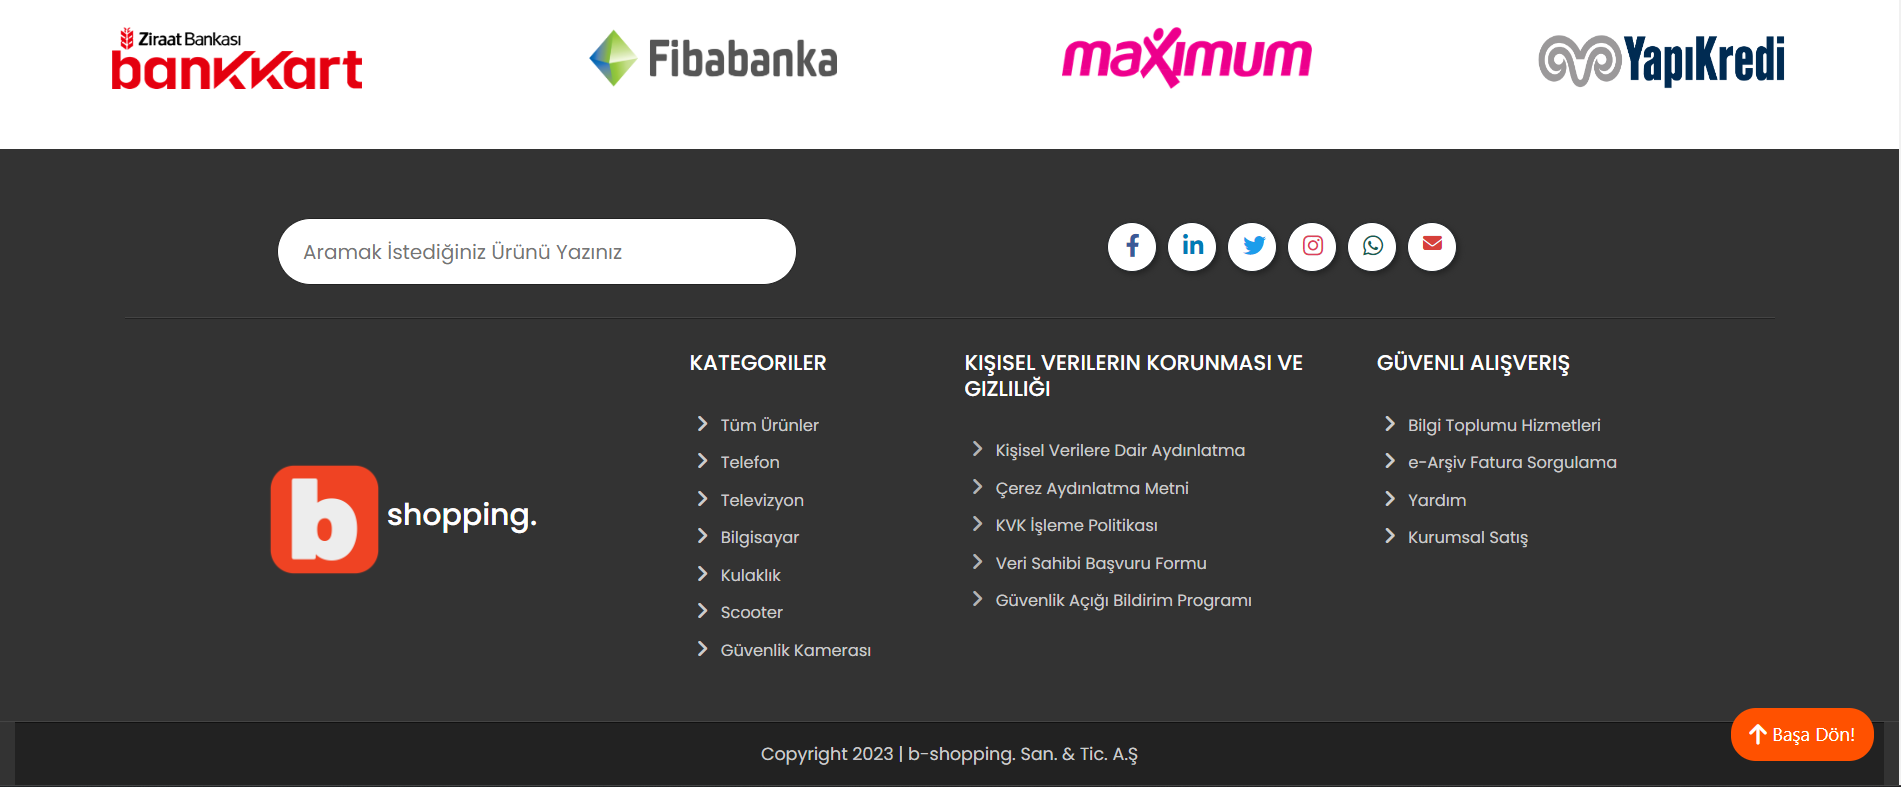 Ziraat Bankası
bankkart
Fibabanka
maximum
YapıKredi
Aramak İstediğiniz Ürünü Yazınız
KATEGORILER
Tüm Ürünler
Telefon
Televizyon
Bilgisayar
Kulaklık
Scooter
Güvenlik Kamerası
KIŞISEL VERILERIN KORUNMASI VE
GIZLILIĞI
Kişisel Verilere Dair Aydınlatma
Çerez Aydınlatma Metni
KVK İşleme Politikası
Veri Sahibi Başvuru Formu
Güvenlik Açığı Bildirim Programı
GÜVENLI ALIŞVERIŞ
Bilgi Toplumu Hizmetleri
e-Arşiv Fatura Sorgulama
Yardım
Kurumsal Satış
b shopping.
Copyright 2023 | b-shopping. San. & Tic. A.Ş
Başa Dön!